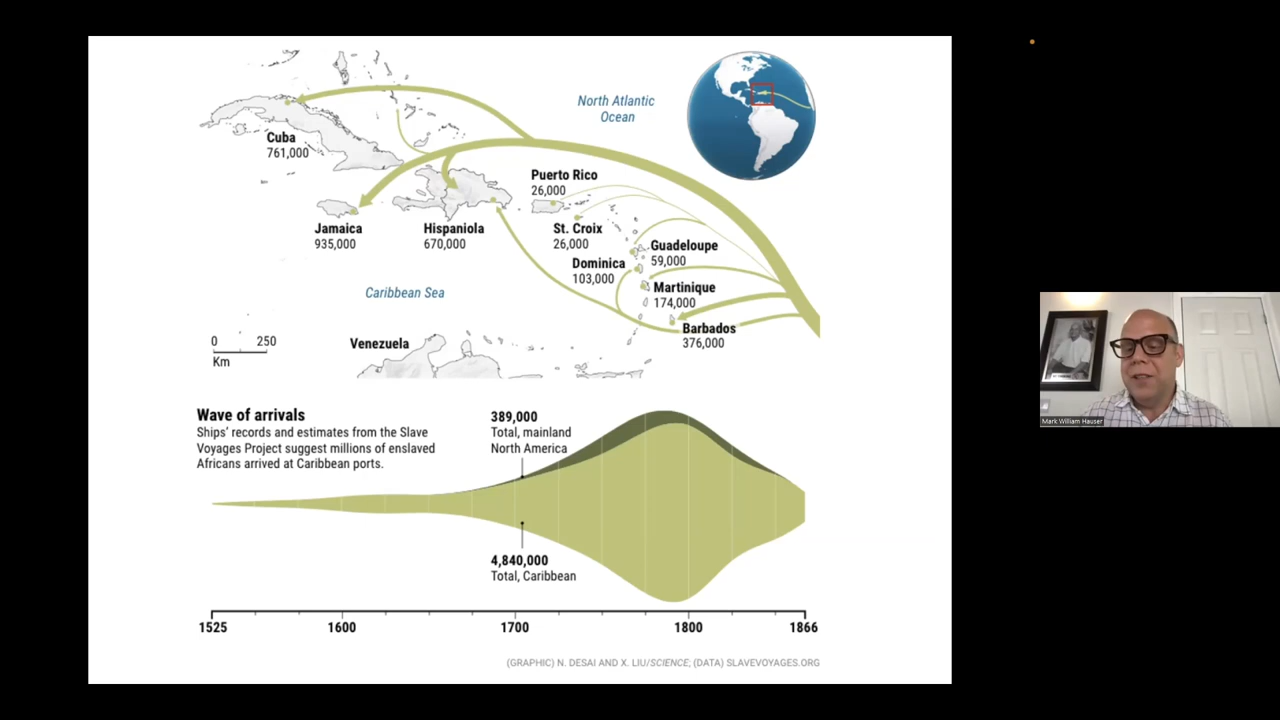 North Atlantic
Ocean
Cuba
761,000
Puerto Rico
26,000
Jamaica
935,000
Hispaniola
670,000
St. Croix
26,000
Guadeloupe
59,000
Dominica
103,000
Martinique
174,000
Caribbean Sea
Barbados
376,000
0 250
Km
Venezuela
Wave of arrivals
Ships' records and estimates from the Slave
Voyages Project suggest millions of enslaved
Africans arrived at Caribbean ports.
389,000
Total, mainland
North America
4,840,000
Total, Caribbean
1525 1600 1700 1800 1866
(GRAPHIC) N. DESAI AND X. LIU/SCIENCE; (DATA) SLAVEVOYAGES.ORG
Mark William Hauser